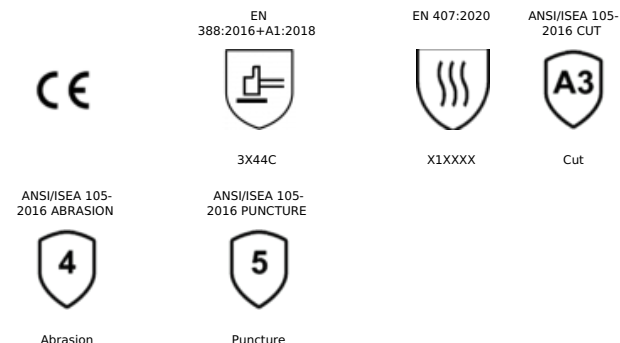 EN
388:2016+A1:2018
EN 407:2020
ANSI/ISEA 105-
2016 CUT
CE
A3
3X44C
X1XXXX
Cut
ANSI/ISEA 105-
2016 ABRASION
ANSI/ISEA 105-
2016 PUNCTURE
4
5
Abrasion
Puncture